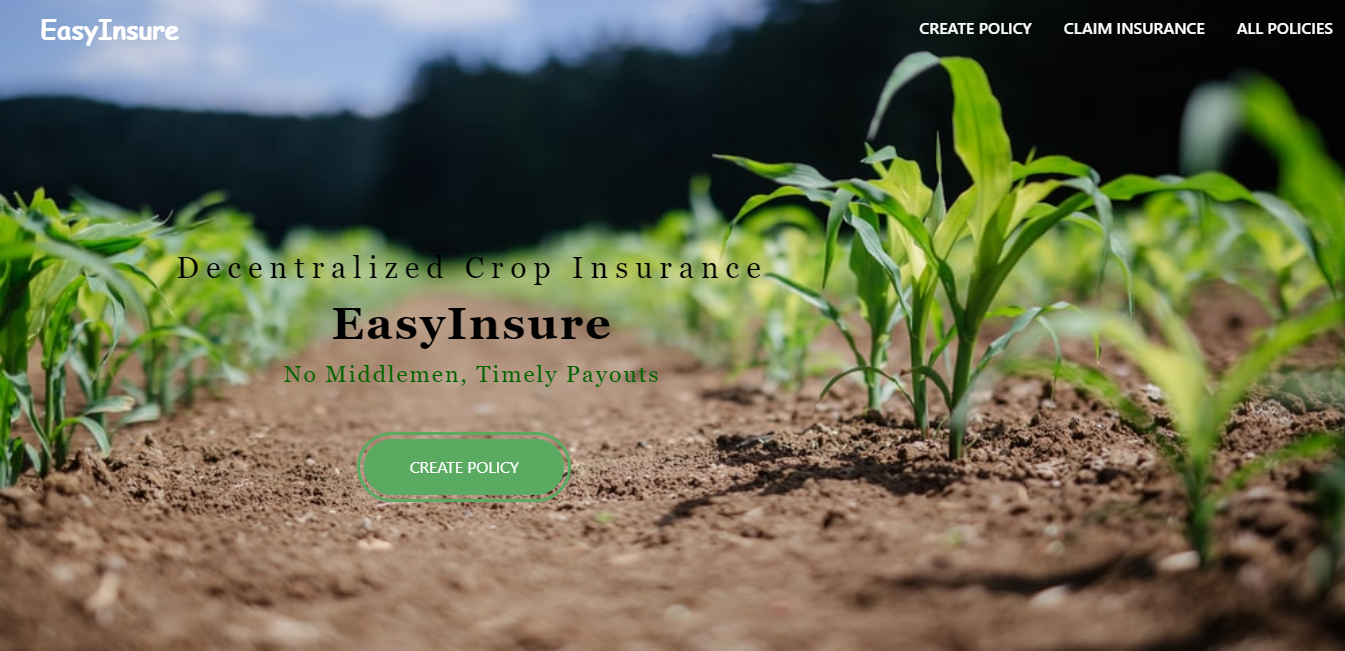 EasyInsure
CREATE POLICY CLAIM INSURANCE ALL POLICIES
Decentralized Crop Insurance
EasyInsure
No Middlemen, Timely Payouts
CREATE POLICY